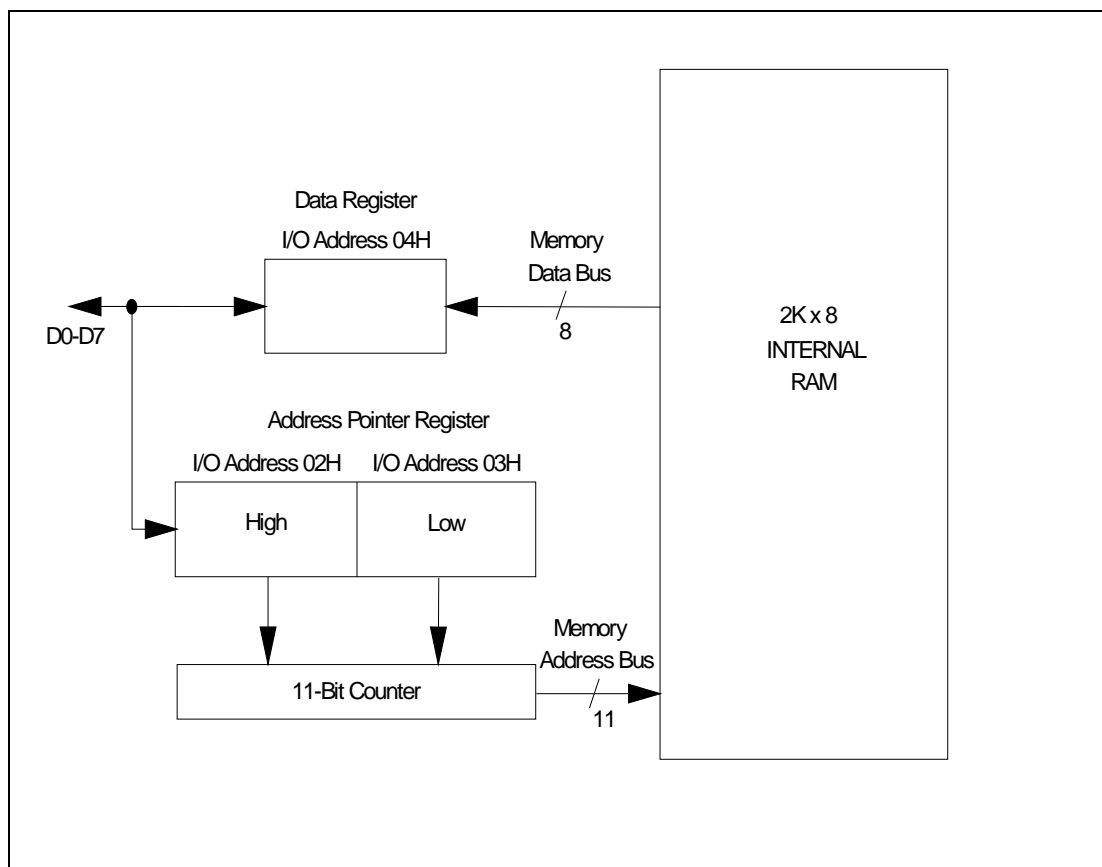 Data Register
I/O Address 04H
Memory
Data Bus
8
D0-D7
2K x 8
INTERNAL
RAM
Address Pointer Register
I/O Address 02H
I/O Address 03H
High
Low
Memory
Address Bus
11
11-Bit Counter